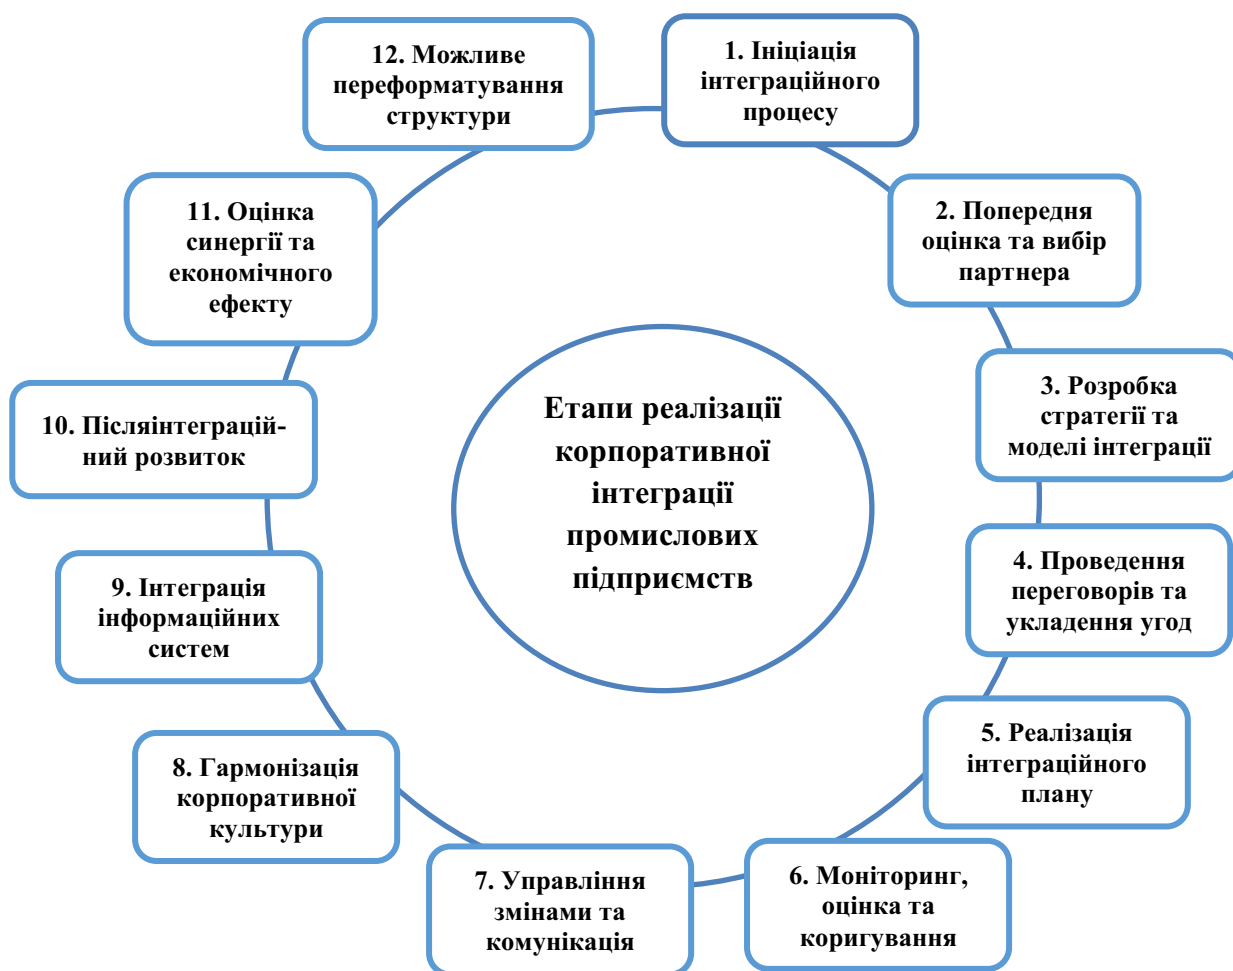 Етапи реалізації
корпоративної
інтеграції
промислових
підприємств
1. Ініціація
інтеграційного
процесу
2. Попередня
оцінка та вибір
партнера
3. Розробка
стратегії та
моделі інтеграції
4. Проведення
переговорів та
укладення угод
5. Реалізація
інтеграційного
плану
6. Моніторинг,
оцінка та
коригування
7. Управління
змінами та
комунікація
8. Гармонізація
корпоративної
культури
9. Інтеграція
інформаційних
систем
10. Післяінтеграцій-
ний розвиток
11. Оцінка
синергії та
економічного
ефекту
12. Можливе
переформатування
структури